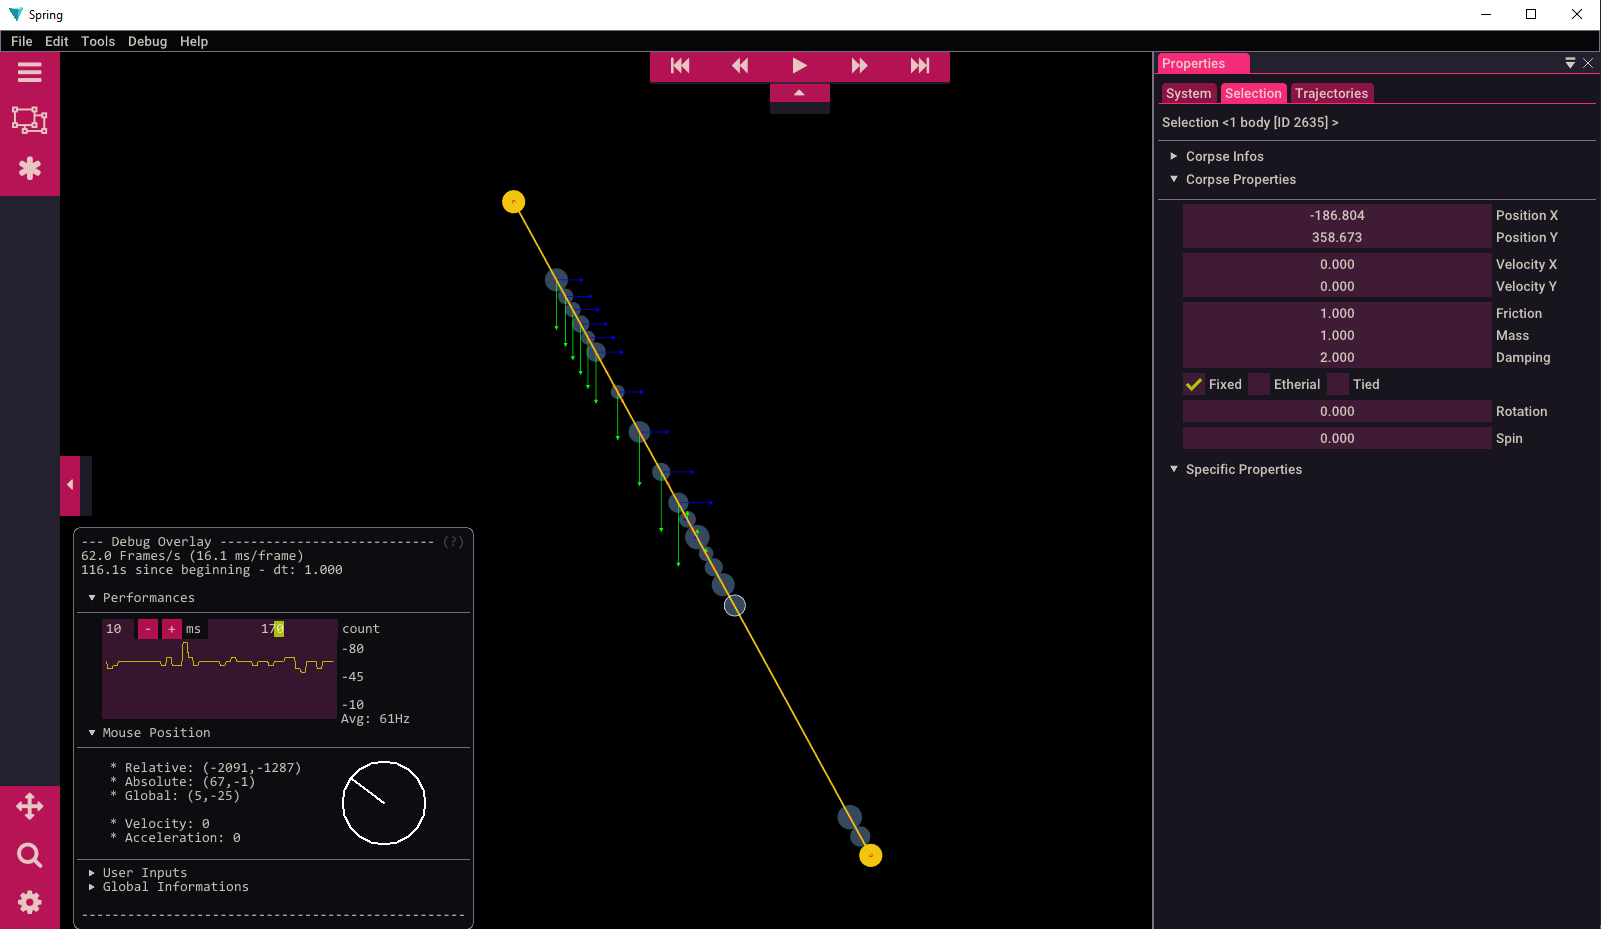 Spring
File Edit Tools Debug Help
Properties
System Selection Trajectories
Selection <1 body [ID 2635] >
Corpse Infos
Corpse Properties
-186.804 Position X
358.673 Position Y
0.000 Velocity X
0.000 Velocity Y
1.000 Friction
1.000 Mass
2.000 Damping
Fixed Etherial Tied
0.000 Rotation
0.000 Spin
Specific Properties
--- Debug Overlay ---------------------------- (?)
62.0 Frames/s (16.1 ms/frame)
116.1s since beginning - dt: 1.000
Performances
10 - + ms 170 count
-80
-45
-10
Avg: 61Hz
Mouse Position
* Relative: (-2091,-1287)
* Absolute: (67,-1)
* Global: (5,-25)
* Velocity: 0
* Acceleration: 0
User Inputs
Global Informations
--------------------------------------------------